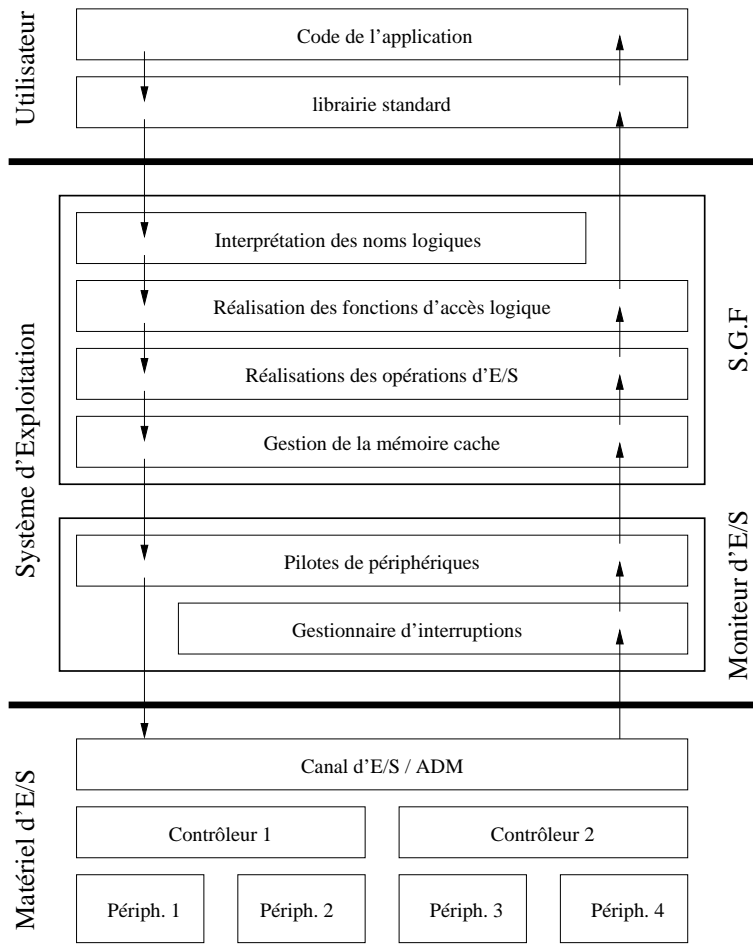 Utilisateur
Code de l'application
librairie standard
Système d'Exploitation
S.G.F
Interprétation des noms logiques
Réalisation des fonctions d'accès logique
Réalisations des opérations d'E/S
Gestion de la mémoire cache
Moniteur d'E/S
Pilotes de périphériques
Gestionnaire d'interruptions
Matériel d'E/S
Canal d'E/S / ADM
Contrôleur 1
Contrôleur 2
Périph. 1
Périph. 2
Périph. 3
Périph. 4